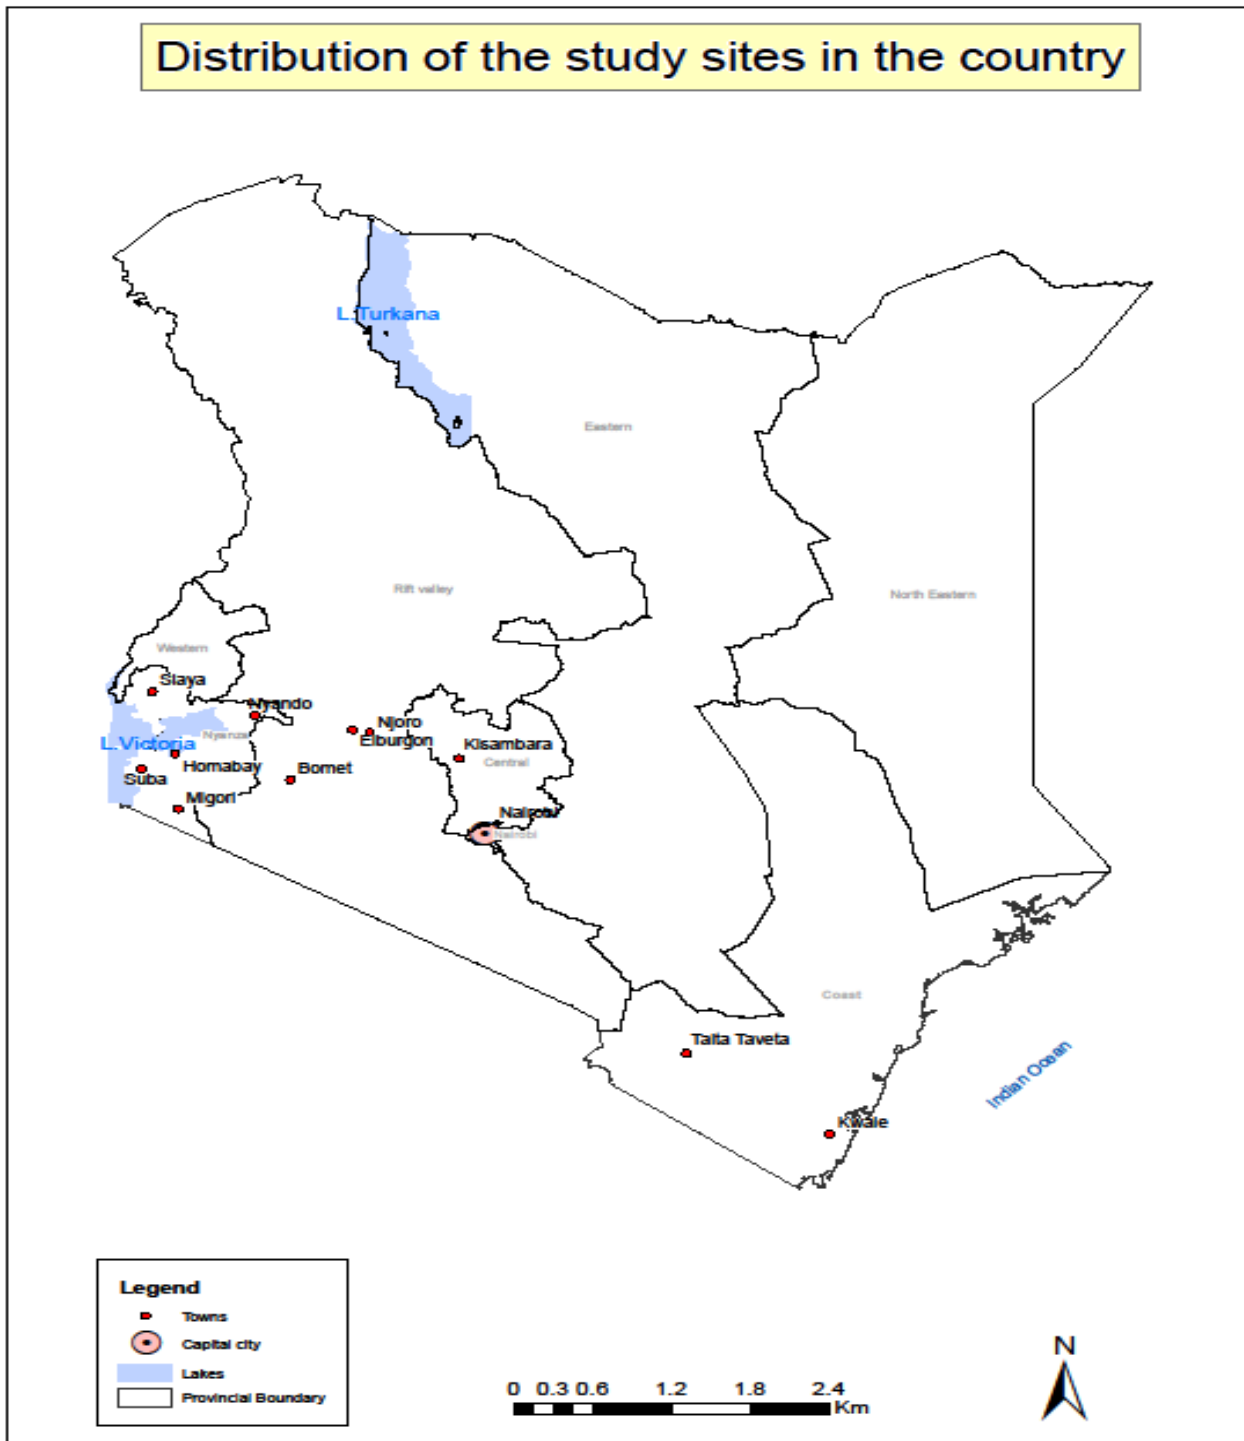 Distribution of the study sites in the country
L.Turkana
Eastern
Rift valley
North Eastern
Western
Siaya
Nyando
Njoro
Nyanza
L.Victoria
Elburgon
Kisambara
Homabay
Central
Suba
Bomet
Migori
Nairobi
Nairobi
Coast
Taita Taveta
Indian Ocean
Kwale
Legend
Towns
Capital city
Lakes
Provincial Boundary
0 0.3 0.6 1.2 1.8 2.4
Km
N